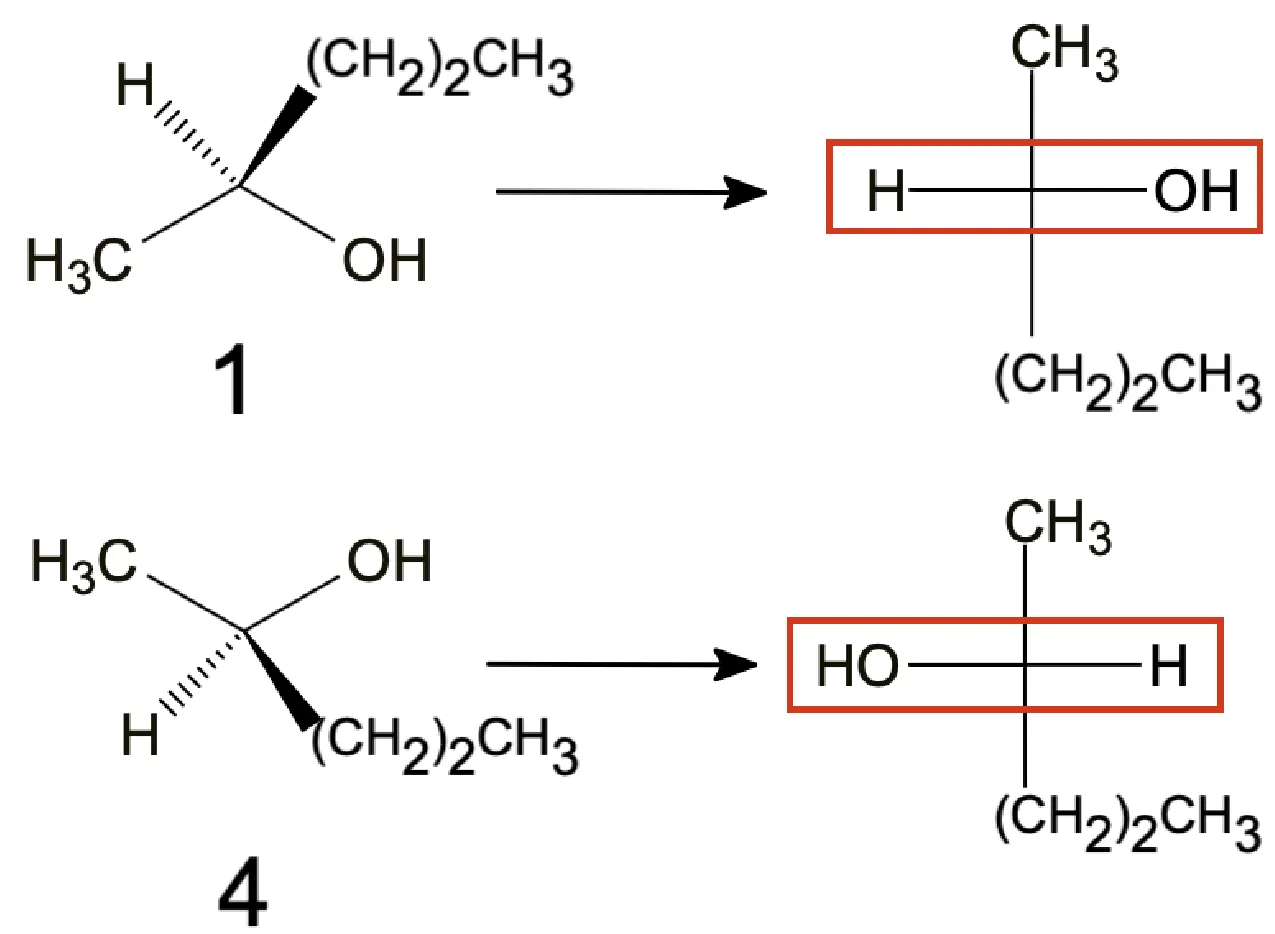 H (CH₂)₂CH₃
H₃C OH
1
CH₃
H OH
(CH₂)₂CH₃
H₃C OH
H (CH₂)₂CH₃
4
CH₃
HO H
(CH₂)₂CH₃